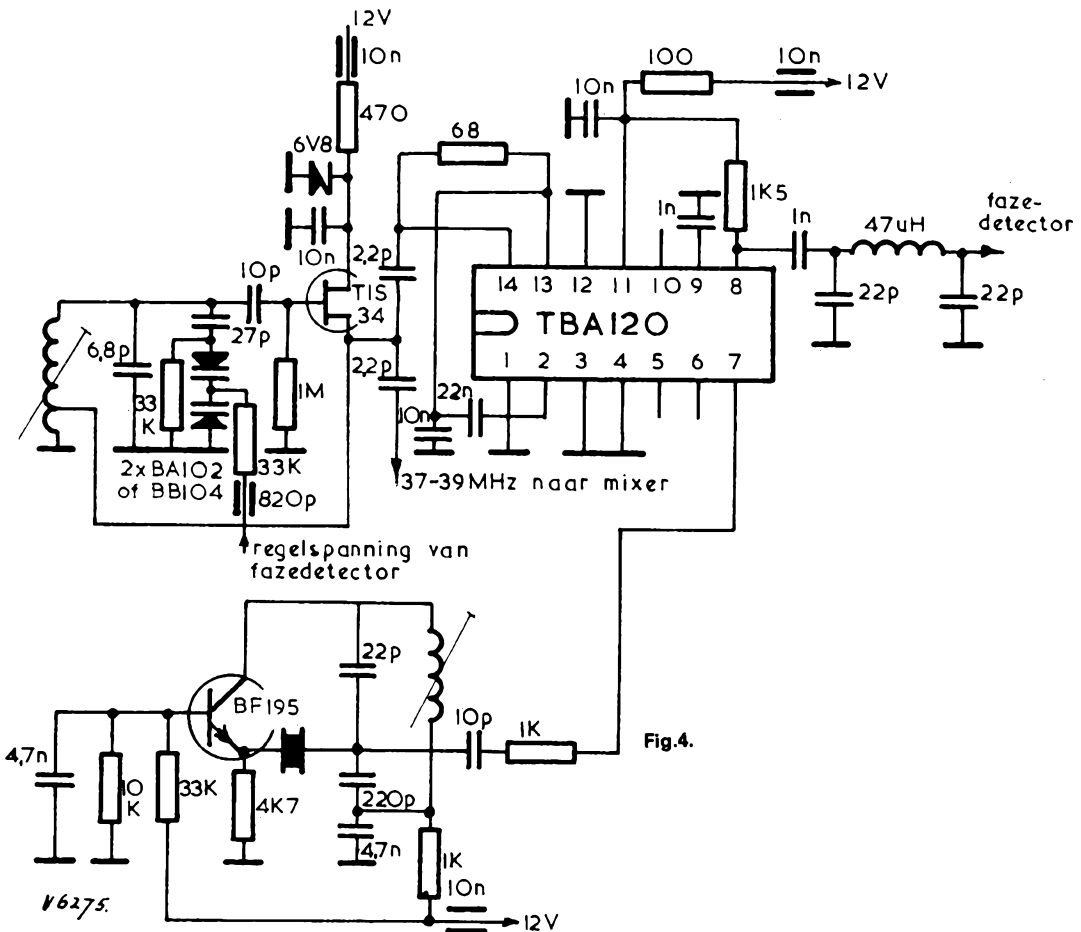 12V
10n
470
6V8
10n
68
10n
100
10n
12V
1K5
1n
1n
47uH
faze-
detector
22p
22p
2,2p
10p
TIS
34
14 13 12 11 10 9 8
TBA120
1 2 3 4 5 6 7
6,8p
27p
33
K
1M
2,2p
22n
10n
33K
2xBA102
of BB104
820p
37-39MHz naar mixer
regelspanning van
fazedetector
22p
BF195
10p
1K
Fig.4.
4,7n
10
K
33K
4K7
220p
4,7n
1K
10n
12V
V6275.